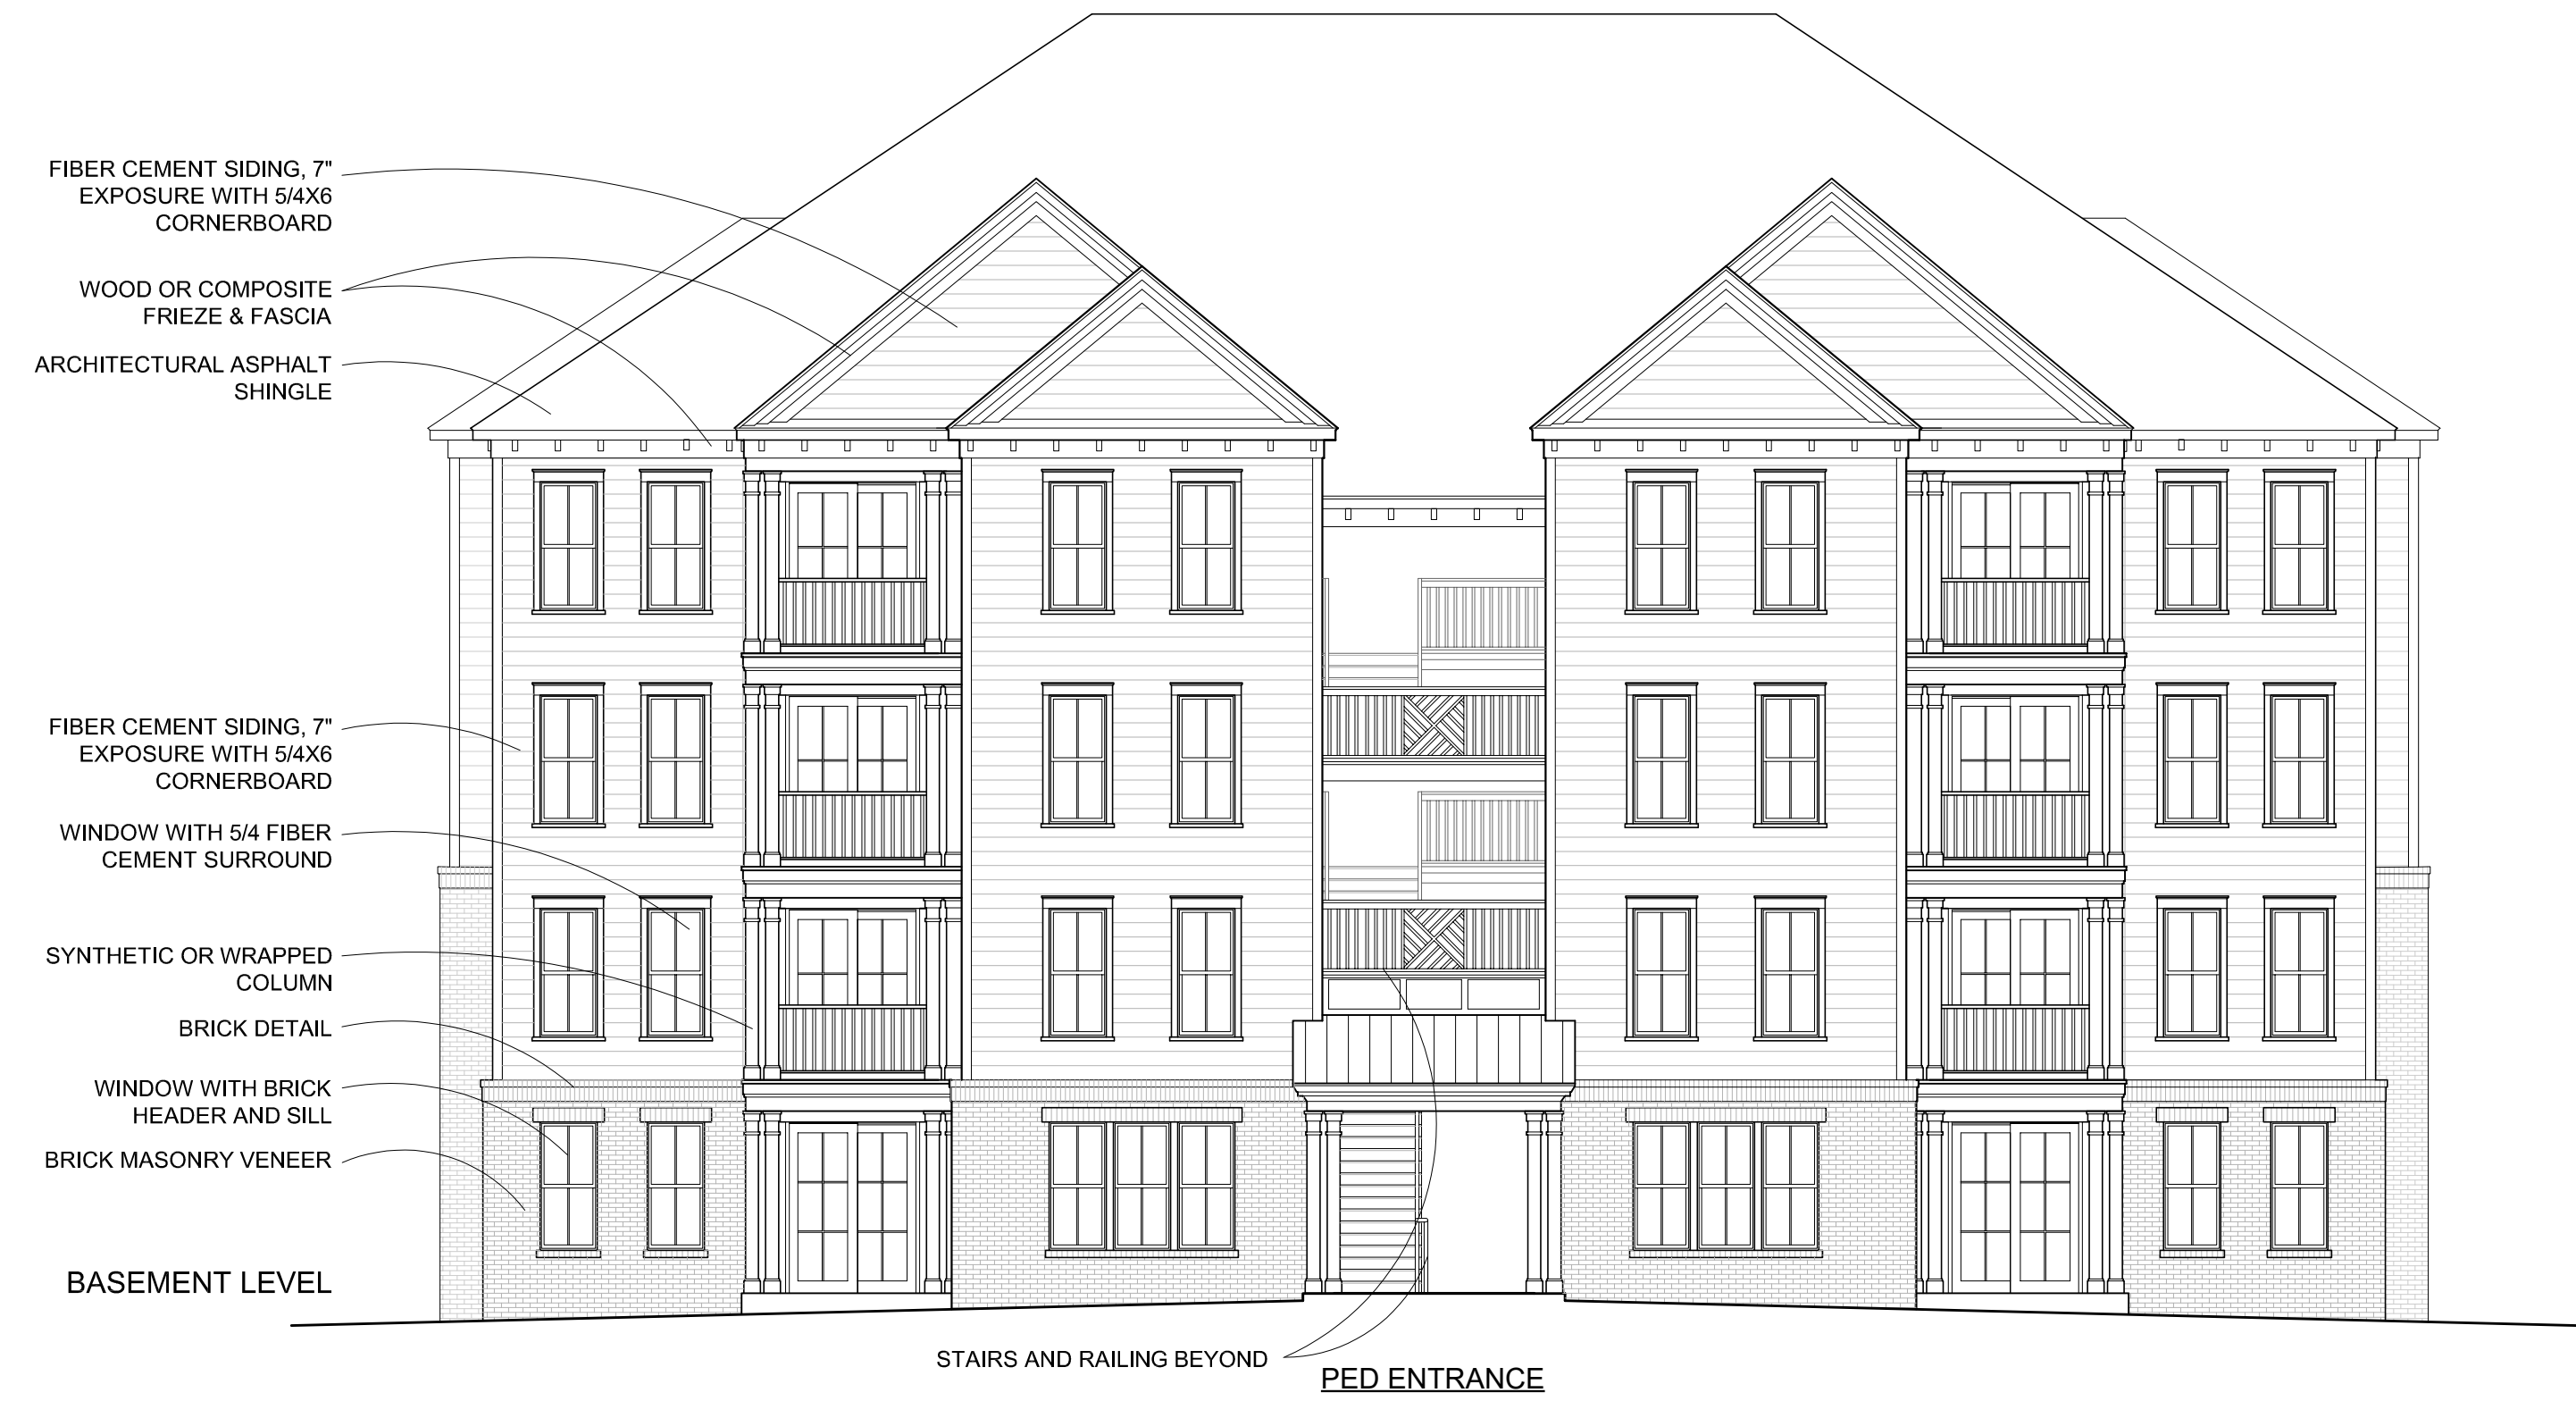 FIBER CEMENT SIDING, 7"
EXPOSURE WITH 5/4X6
CORNERBOARD
WOOD OR COMPOSITE
FRIEZE & FASCIA
ARCHITECTURAL ASPHALT
SHINGLE
FIBER CEMENT SIDING, 7"
EXPOSURE WITH 5/4X6
CORNERBOARD
WINDOW WITH 5/4 FIBER
CEMENT SURROUND
SYNTHETIC OR WRAPPED
COLUMN
BRICK DETAIL
WINDOW WITH BRICK
HEADER AND SILL
BRICK MASONRY VENEER
BASEMENT LEVEL
STAIRS AND RAILING BEYOND
PED ENTRANCE